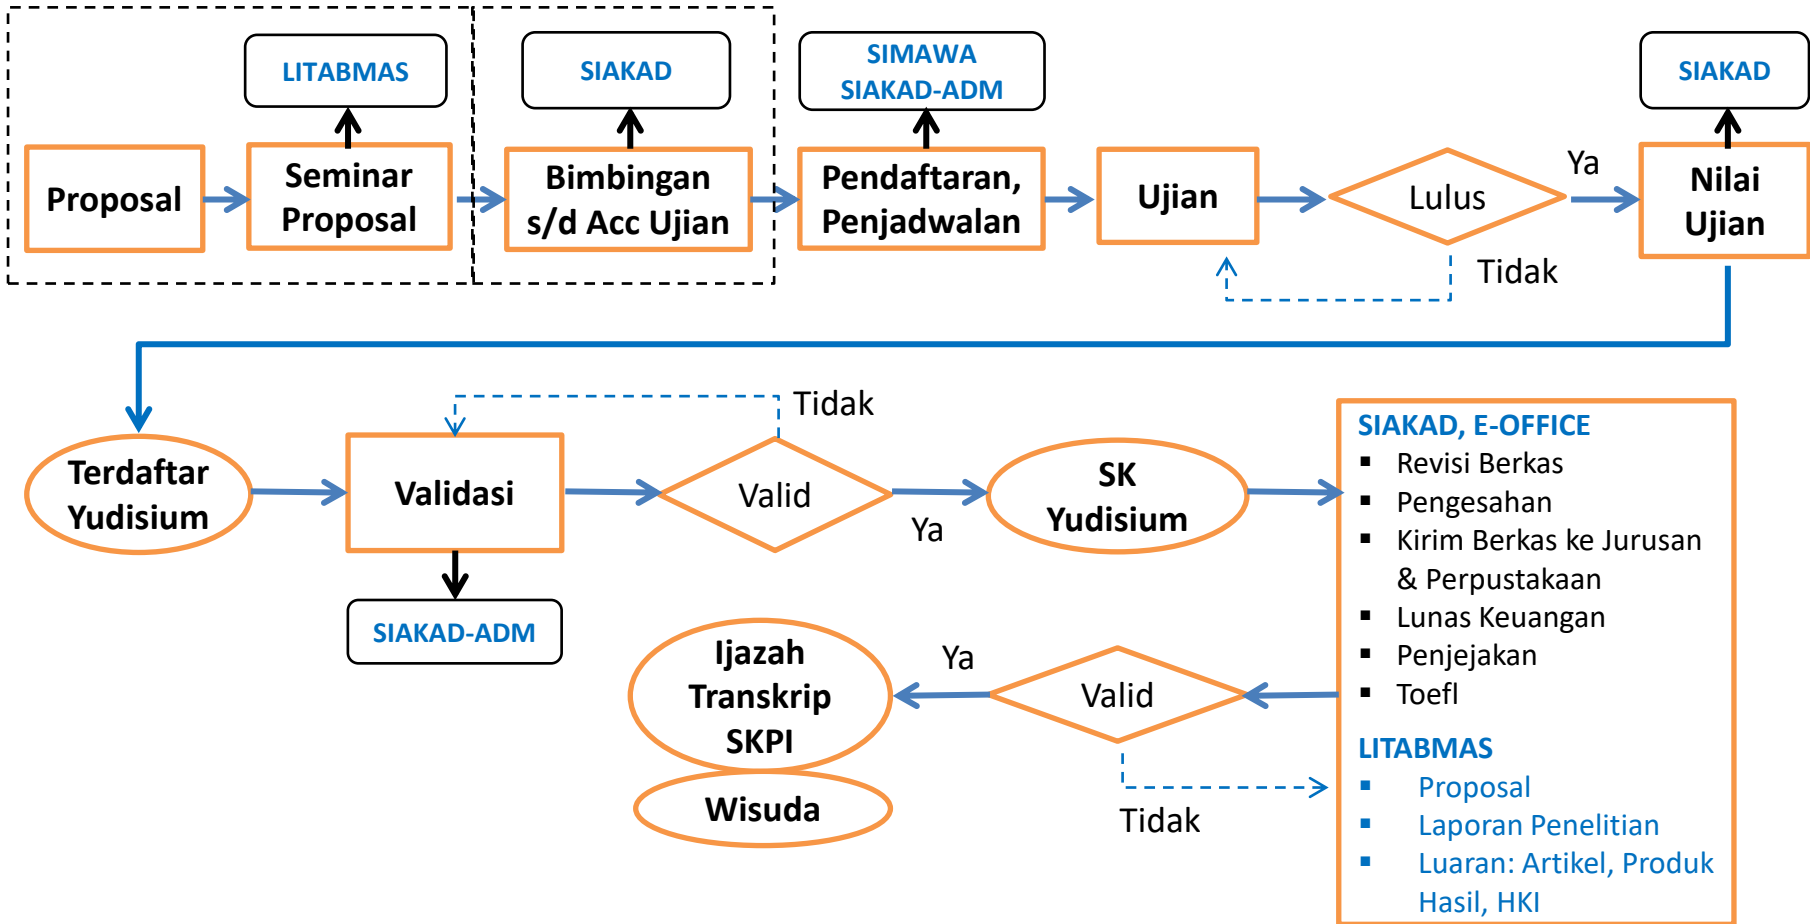 LITABMAS
SIAKAD
SIMAWA
SIAKAD-ADM
SIAKAD
Proposal
Seminar
Proposal
Bimbingan
s/d Acc Ujian
Pendaftaran,
Penjadwalan
Ujian
Lulus
Ya
Tidak
Nilai
Ujian
Terdaftar
Yudisium
Validasi
SIAKAD-ADM
Tidak
Valid
Ya
SK
Yudisium
SIAKAD, E-OFFICE
▪ Revisi Berkas
▪ Pengesahan
▪ Kirim Berkas ke Jurusan
& Perpustakaan
▪ Lunas Keuangan
▪ Penjejakan
▪ Toefl
LITABMAS
▪ Proposal
▪ Laporan Penelitian
▪ Luaran: Artikel, Produk
Hasil, HKI
Valid
Tidak
Ya
Ijazah
Transkrip
SKPI
Wisuda